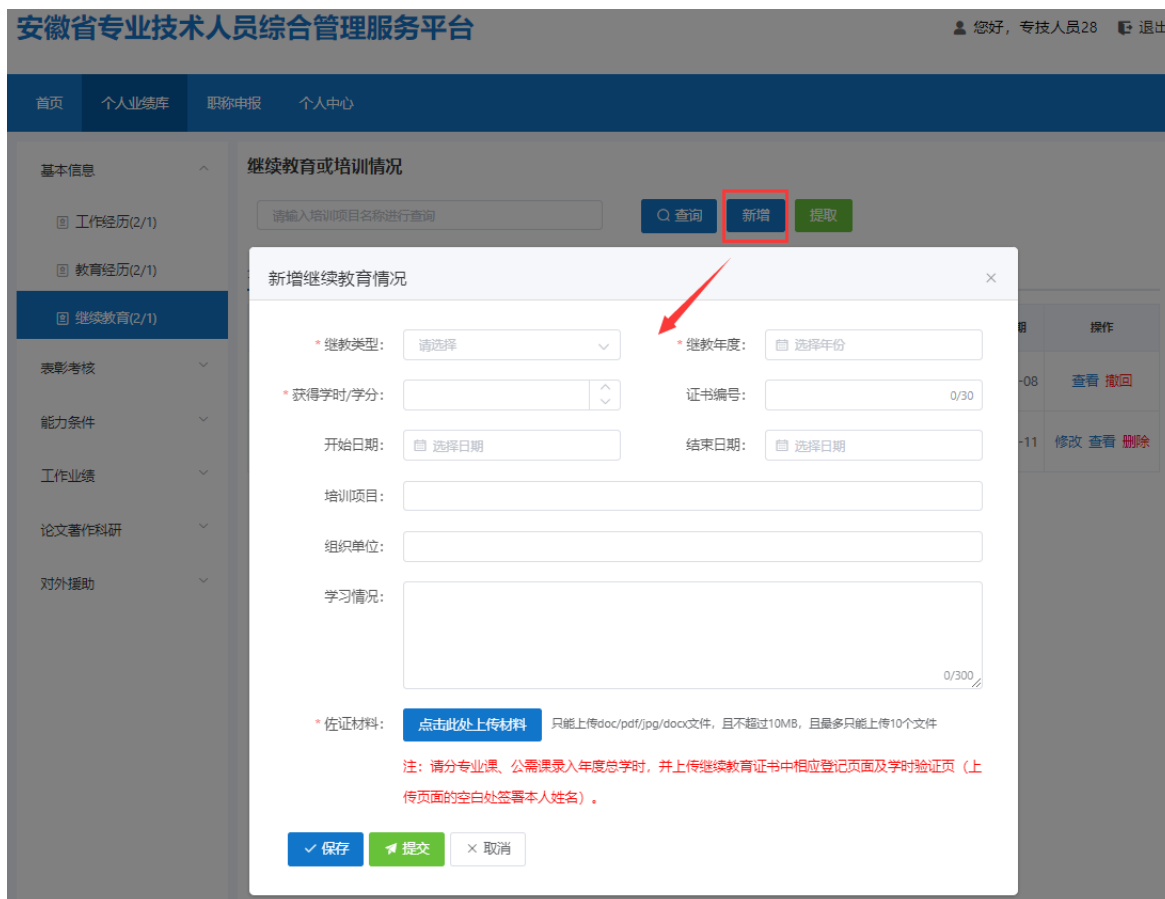 安徽省专业技术人员综合管理服务平台
您好，专技人员28 退出
首页 个人业绩库 职称申报 个人中心
基本信息
工作经历(2/1)
教育经历(2/1)
继续教育(2/1)
表彰考核
能力条件
工作业绩
论文著作科研
对外援助
继续教育或培训情况
请输入培训项目名称进行查询 查询 新增 提取
期 操作
-08 查看 撤回
-11 修改 查看 删除
新增继续教育情况
* 继教类型： 请选择 * 继教年度： 选择年份
* 获得学时/学分： 证书编号： 0/30
开始日期： 选择日期 结束日期： 选择日期
培训项目：
组织单位：
学习情况：
0/300
* 佐证材料： 点击此处上传材料 只能上传doc/pdf/jpg/docx文件，且不超过10MB，且最多只能上传10个文件
注：请分专业课、公需课录入年度总学时，并上传继续教育证书中相应登记页面及学时验证页（上
传页面的空白处签署本人姓名）。
保存 提交 取消